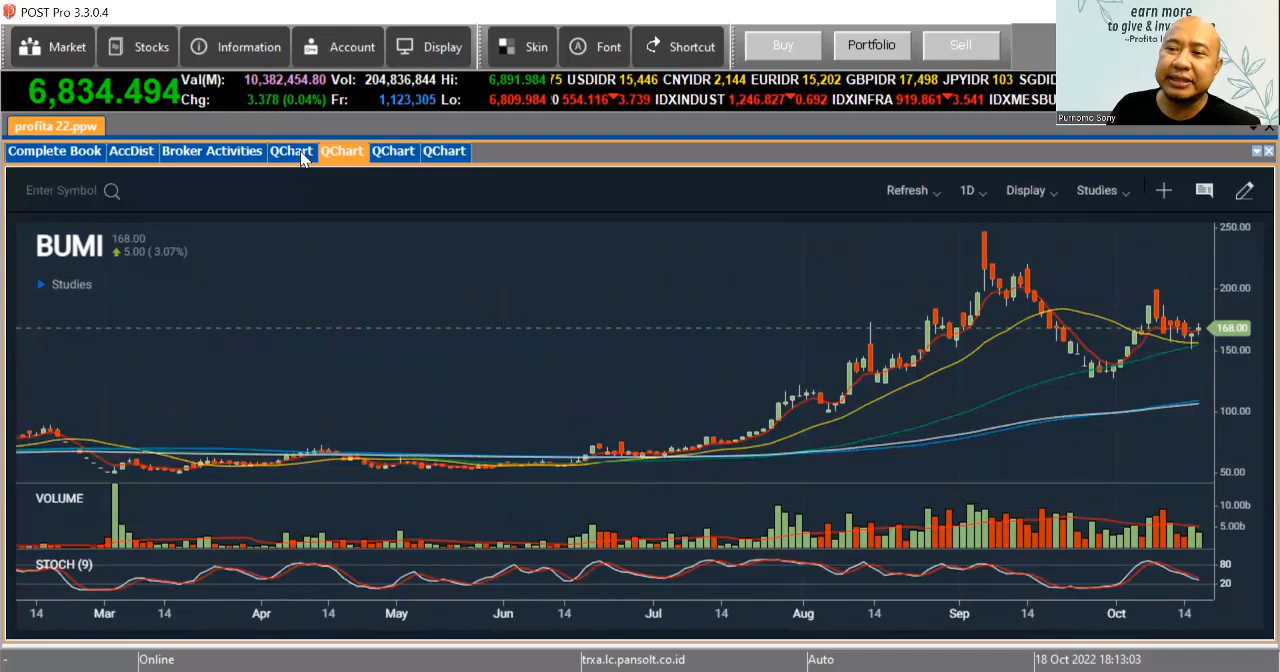 POST Pro 3.3.0.4
earn more
to give & inv
~Profita I
Market Stocks Information Account Display Skin Font Shortcut Buy Portfolio Sell
6,834.494 Val(M): 10,382,454.80 Vol: 204,836,844 Hi: 6,891.984 75 USDIDR 15,446 CNYIDR 2,144 EURIDR 15,202 GBPIDR 17,498 JPYIDR 103 SGDID
Chg: 3.378 (0.04%) Fr: 1,123,305 Lo: 6,809.984 :0 554.116 3.739 IDXINDUST 1,246.827 0.692 IDXINFRA 919.861 3.541 IDXMESBU
Purnomo Sony
profita 22.ppw
Complete Book AccDist Broker Activities QChart QChart QChart QChart
Enter Symbol Refresh 1D Display Studies
BUMI 168.00
5.00 ( 3.07%)
Studies
250.00
200.00
168.00
150.00
100.00
50.00
VOLUME
10.00b
5.00b
STOCH (9)
80
20
14 Mar 14 Apr 14 May Jun 14 Jul 14 Aug 14 Sep 14 Oct 14
- Online trxa.lc.pansolt.co.id Auto 18 Oct 2022 18:13:03